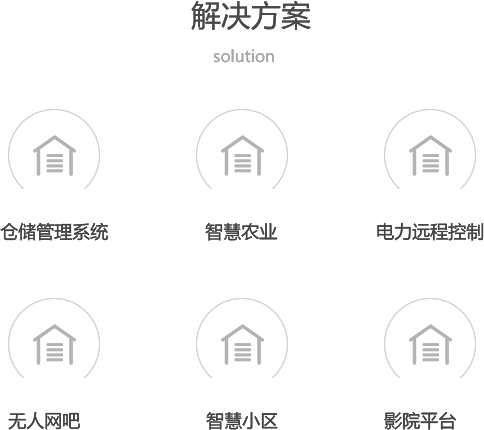 解决方案
solution
仓储管理系统
智慧农业
电力远程控制
无人网吧
智慧小区
影院平台